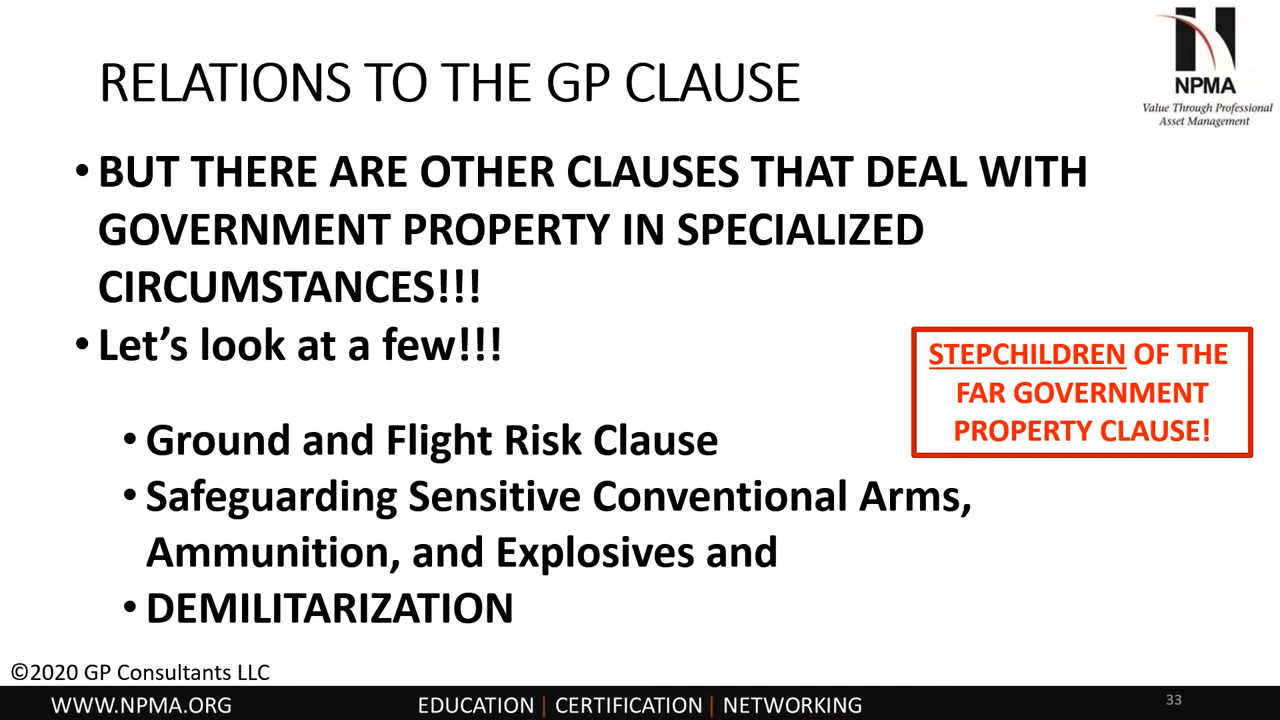 RELATIONS TO THE GP CLAUSE
NPMA
Value Through Professional
Asset Management
• BUT THERE ARE OTHER CLAUSES THAT DEAL WITH
GOVERNMENT PROPERTY IN SPECIALIZED
CIRCUMSTANCES!!!
• Let’s look at a few!!!
STEPCHILDREN OF THE
FAR GOVERNMENT
PROPERTY CLAUSE!
• Ground and Flight Risk Clause
• Safeguarding Sensitive Conventional Arms,
Ammunition, and Explosives and
• DEMILITARIZATION
©2020 GP Consultants LLC
WWW.NPMA.ORG
EDUCATION | CERTIFICATION | NETWORKING
33